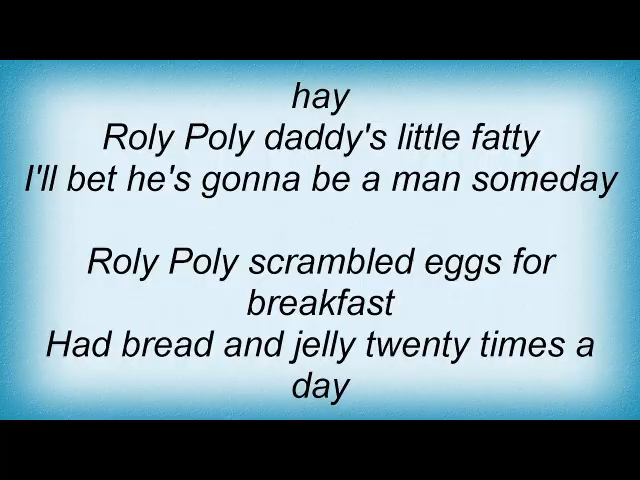 hay
Roly Poly daddy's little fatty
I'll bet he's gonna be a man someday
Roly Poly scrambled eggs for
breakfast
Had bread and jelly twenty times a
day